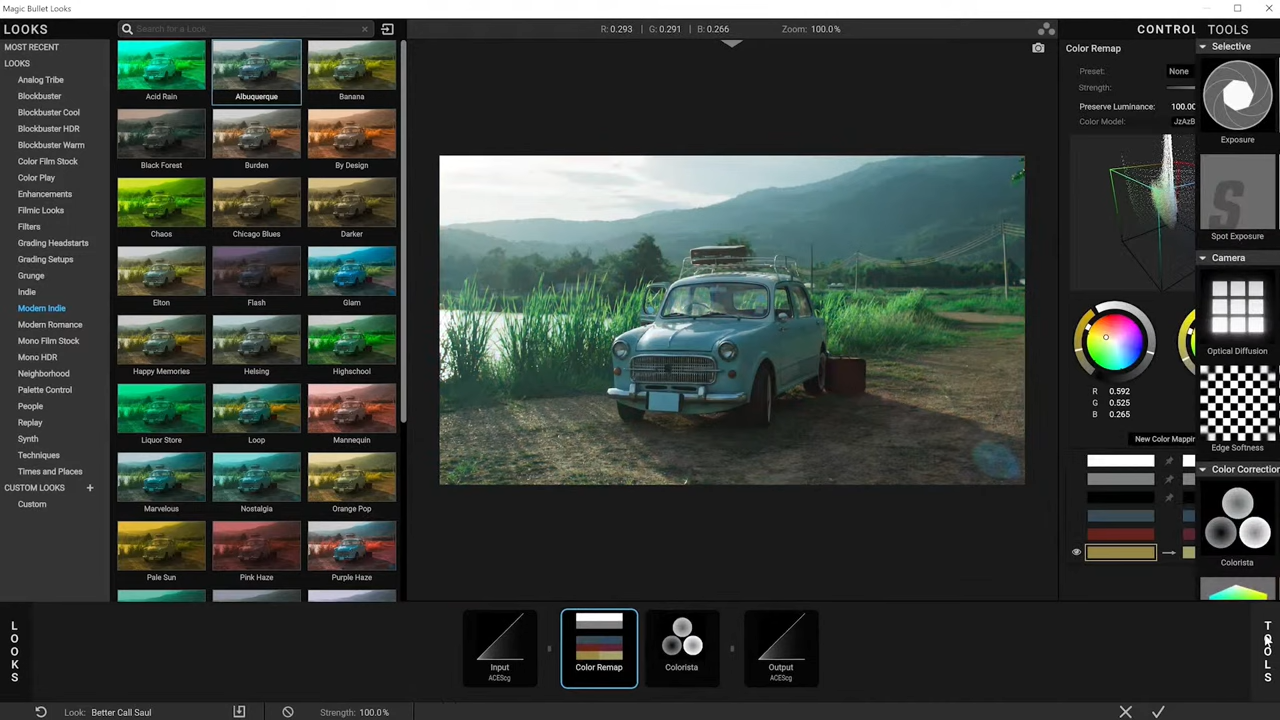 Magic Bullet Looks
LOOKS
Search for a Look
R: 0.293 | G: 0.291 | B: 0.266
Zoom: 100.0%
CONTROL
TOOLS
MOST RECENT
LOOKS
Analog Tribe
Blockbuster
Blockbuster Cool
Blockbuster HDR
Blockbuster Warm
Color Film Stock
Color Play
Enhancements
Filmic Looks
Filters
Grading Headstarts
Grading Setups
Grunge
Indie
Modern Indie
Modern Romance
Mono Film Stock
Mono HDR
Neighborhood
Palette Control
People
Replay
Synth
Techniques
Times and Places
CUSTOM LOOKS +
Custom
Acid Rain
Albuquerque
Banana
Black Forest
Burden
By Design
Chaos
Chicago Blues
Darker
Elton
Flash
Glam
Happy Memories
Helsing
Highschool
Liquor Store
Loop
Mannequin
Marvelous
Nostalgia
Orange Pop
Pale Sun
Pink Haze
Purple Haze
Color Remap
Preset: None
Strength:
Preserve Luminance: 100.00
Color Model: JzAzB
R 0.592
G 0.525
B 0.265
New Color Mappin
Selective
Exposure
S
Spot Exposure
Camera
Optical Diffusion
Edge Softness
Color Correction
Colorista
LOOKS
Input
ACEScg
Color Remap
Colorista
Output
ACEScg
TOOLS
Look: Better Call Saul
Strength: 100.0%